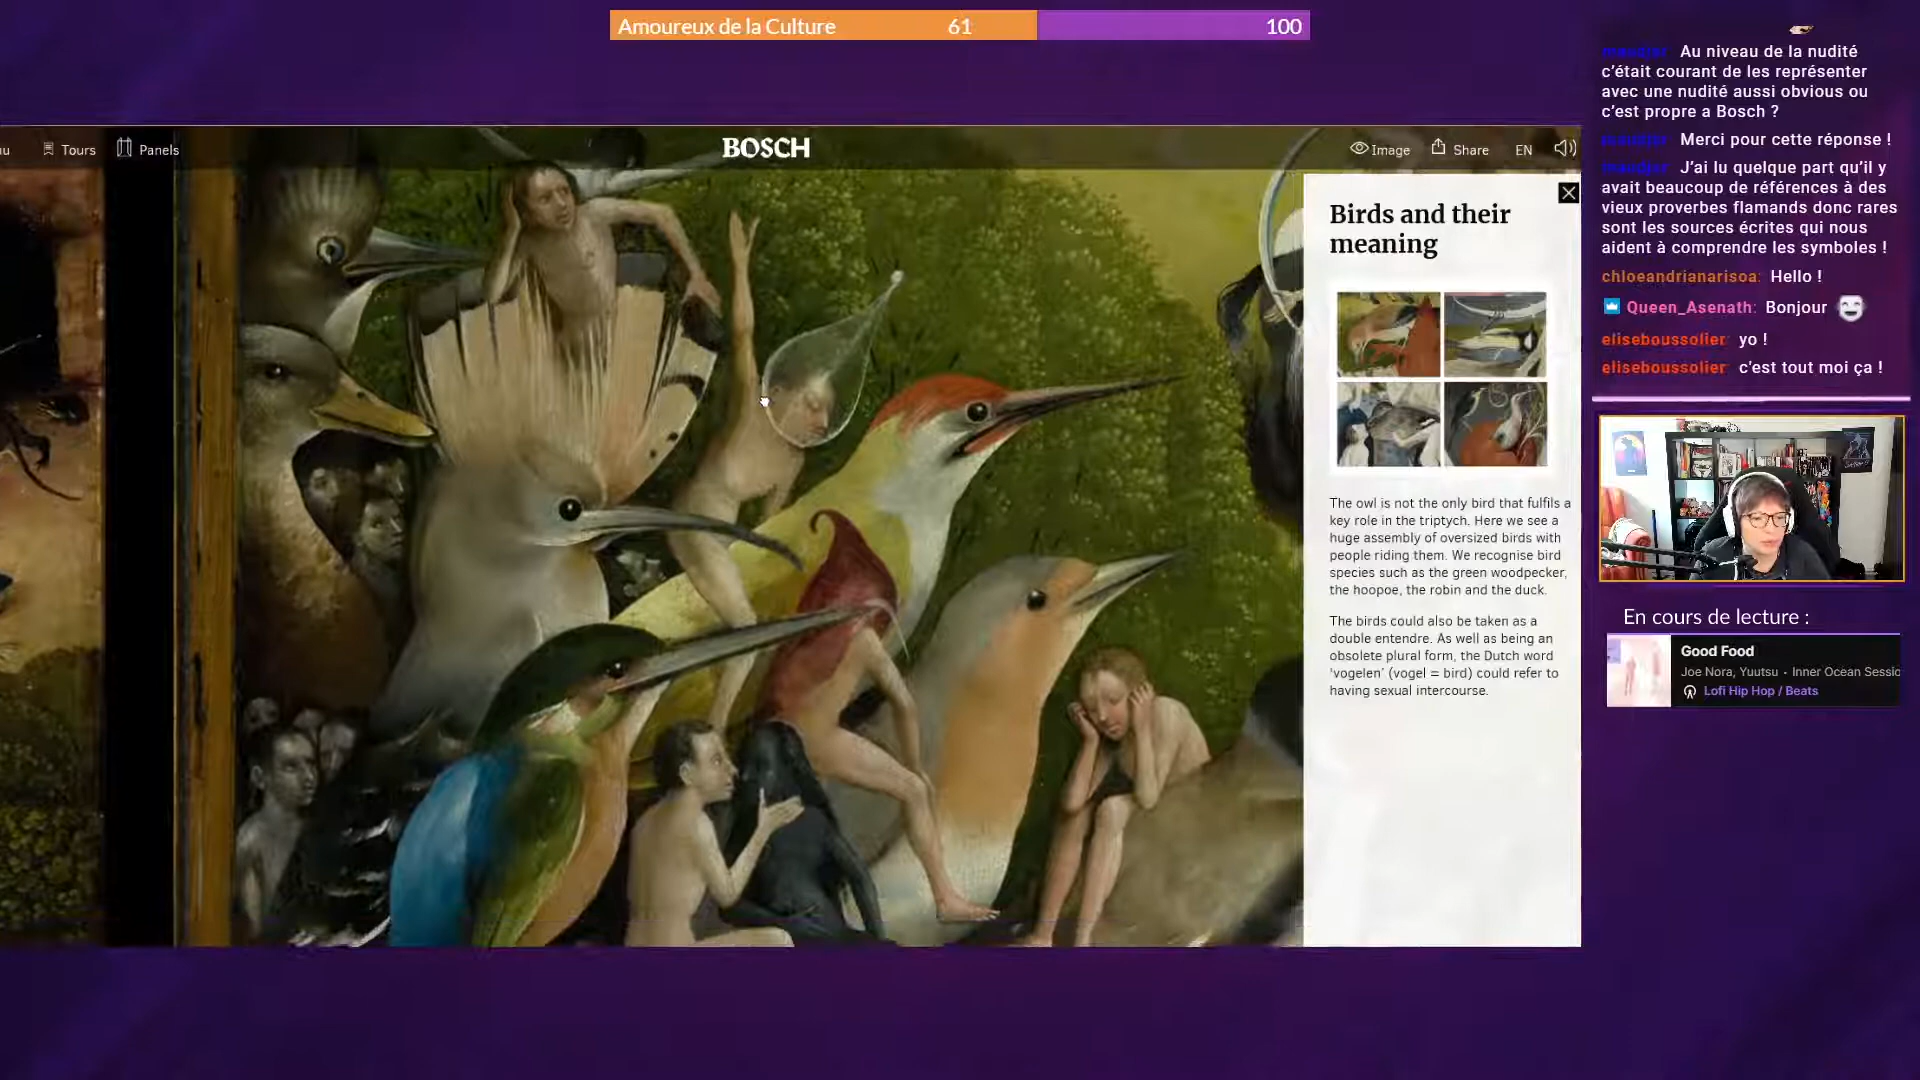 Amoureux de la Culture 61 100
Tours
Panels
BOSCH
Image
Share
EN
Birds and their
meaning
The owl is not the only bird that fulfils a
key role in the triptych. Here we see a
huge assembly of oversized birds with
people riding them. We recognise bird
species such as the green woodpecker,
the hoopoe, the robin and the duck.
The birds could also be taken as a
double entendre. As well as being an
obsolete plural form, the Dutch word
‘vogelen’ (vogel = bird) could refer to
having sexual intercourse.
Au niveau de la nudité
c’était courant de les représenter
avec une nudité aussi obvious ou
c’est propre a Bosch ?
Merci pour cette réponse !
J’ai lu quelque part qu’il y
avait beaucoup de références à des
vieux proverbes flamands donc rares
sont les sources écrites qui nous
aident à comprendre les symboles !
chloeandrianarisoa: Hello !
Queen_Asenath: Bonjour
eliseboussolier: yo !
eliseboussolier: c’est tout moi ça !
En cours de lecture :
Good Food
Joe Nora, Yuutsu • Inner Ocean Sessio
Lofi Hip Hop / Beats